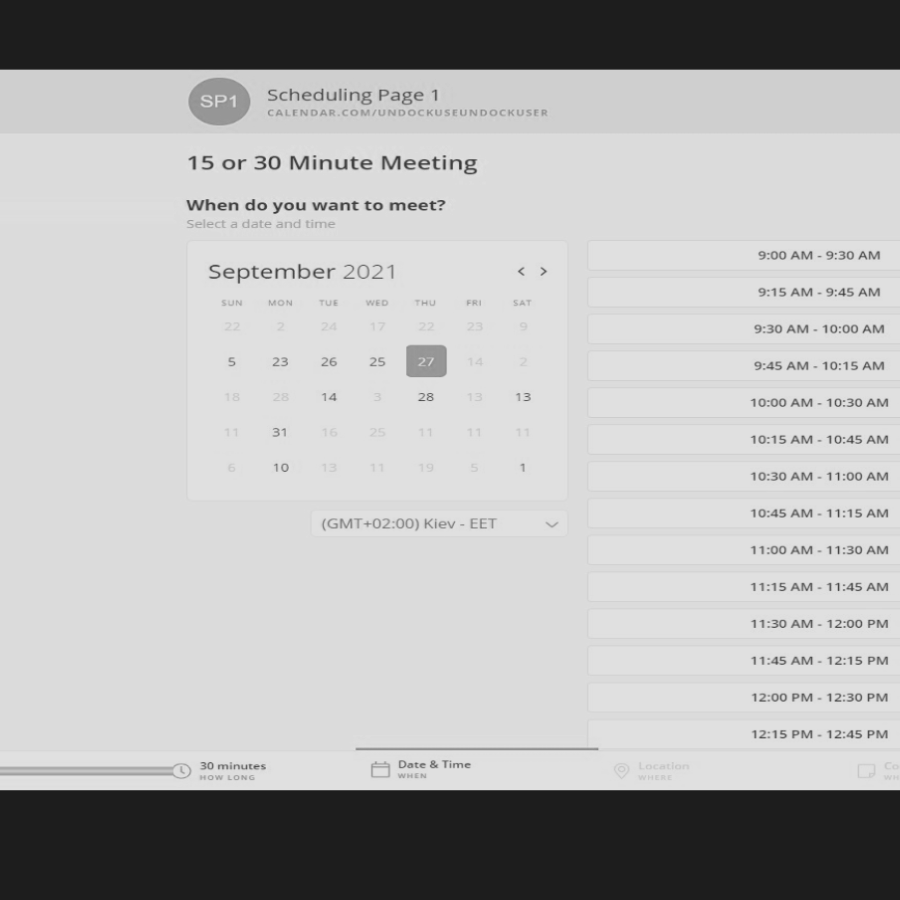 SP1
Scheduling Page 1
CALENDAR.COM/UNDOCKUSEUNDOCKUSER
15 or 30 Minute Meeting
When do you want to meet?
Select a date and time
September 2021
SUN MON TUE WED THU FRI SAT
22 2 24 17 22 23 9
5 23 26 25 27 14 2
18 28 14 3 28 13 13
11 31 16 25 11 11 11
6 10 13 11 19 5 1
(GMT+02:00) Kiev - EET
9:00 AM - 9:30 AM
9:15 AM - 9:45 AM
9:30 AM - 10:00 AM
9:45 AM - 10:15 AM
10:00 AM - 10:30 AM
10:15 AM - 10:45 AM
10:30 AM - 11:00 AM
10:45 AM - 11:15 AM
11:00 AM - 11:30 AM
11:15 AM - 11:45 AM
11:30 AM - 12:00 PM
11:45 AM - 12:15 PM
12:00 PM - 12:30 PM
12:15 PM - 12:45 PM
30 minutes
HOW LONG
Date & Time
WHEN
Location
WHERE